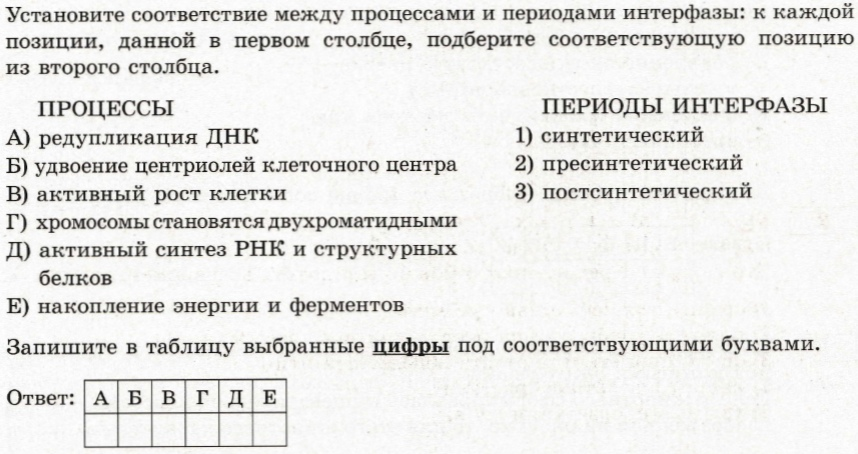 Установите соответствие между процессами и периодами интерфазы: к каждой
позиции, данной в первом столбце, подберите соответствующую позицию
из второго столбца.
ПРОЦЕССЫ
А) редупликация ДНК
Б) удвоение центриолей клеточного центра
В) активный рост клетки
Г) хромосомы становятся двухроматидными
Д) активный синтез РНК и структурных
белков
Е) накопление энергии и ферментов
ПЕРИОДЫ ИНТЕРФАЗЫ
1) синтетический
2) пресинтетический
3) постсинтетический
Запишите в таблицу выбранные цифры под соответствующими буквами.
Ответ: А Б В Г Д Е